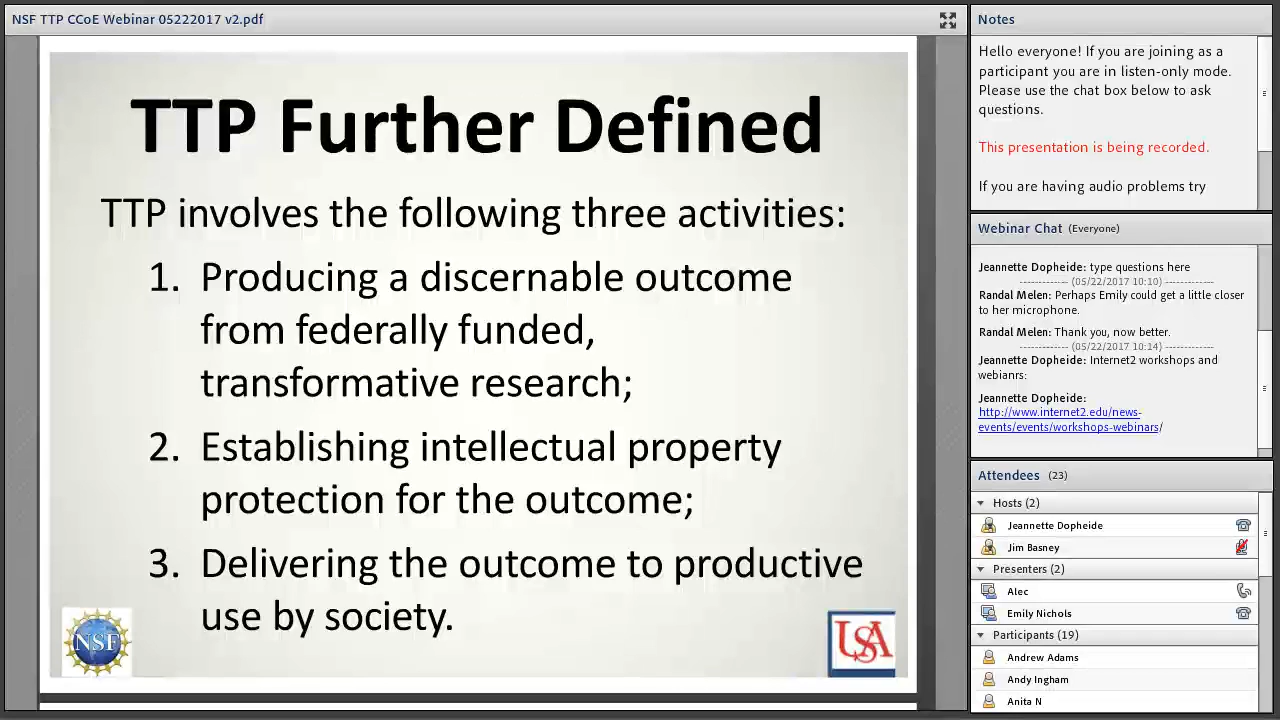 NSF TTP CCoE Webinar 05222017 v2.pdf
TTP Further Defined
TTP involves the following three activities:
1. Producing a discernable outcome
from federally funded,
transformative research;
2. Establishing intellectual property
protection for the outcome;
3. Delivering the outcome to productive
use by society.
NSF
USA
Notes
Hello everyone! If you are joining as a
participant you are in listen-only mode.
Please use the chat box below to ask
questions.
This presentation is being recorded.
If you are having audio problems try
Webinar Chat (Everyone)
Jeannette Dopheide: type questions here
------------ (05/22/2017 10:10) -------------
Randal Melen: Perhaps Emily could get a little closer
to her microphone.
Randal Melen: Thank you, now better.
------------ (05/22/2017 10:14) -------------
Jeannette Dopheide: Internet2 workshops and
webianrs:
Jeannette Dopheide:
http://www.internet2.edu/news-
events/events/workshops-webinars/
Attendees (23)
Hosts (2)
Jeannette Dopheide
Jim Basney
Presenters (2)
Alec
Emily Nichols
Participants (19)
Andrew Adams
Andy Ingham
Anita N